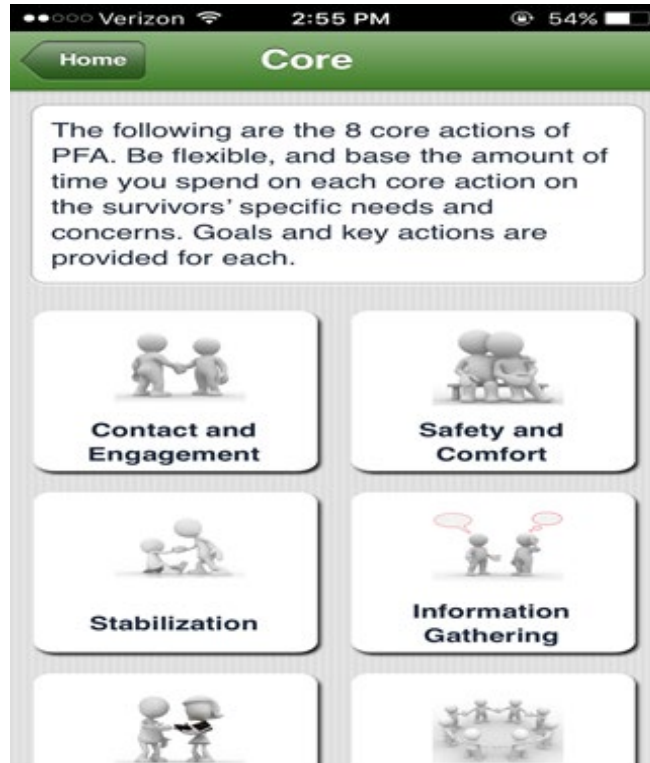 Verizon 2:55 PM 54%
Home Core
The following are the 8 core actions of
PFA. Be flexible, and base the amount of
time you spend on each core action on
the survivors’ specific needs and
concerns. Goals and key actions are
provided for each.
Contact and
Engagement
Safety and
Comfort
Stabilization
Information
Gathering